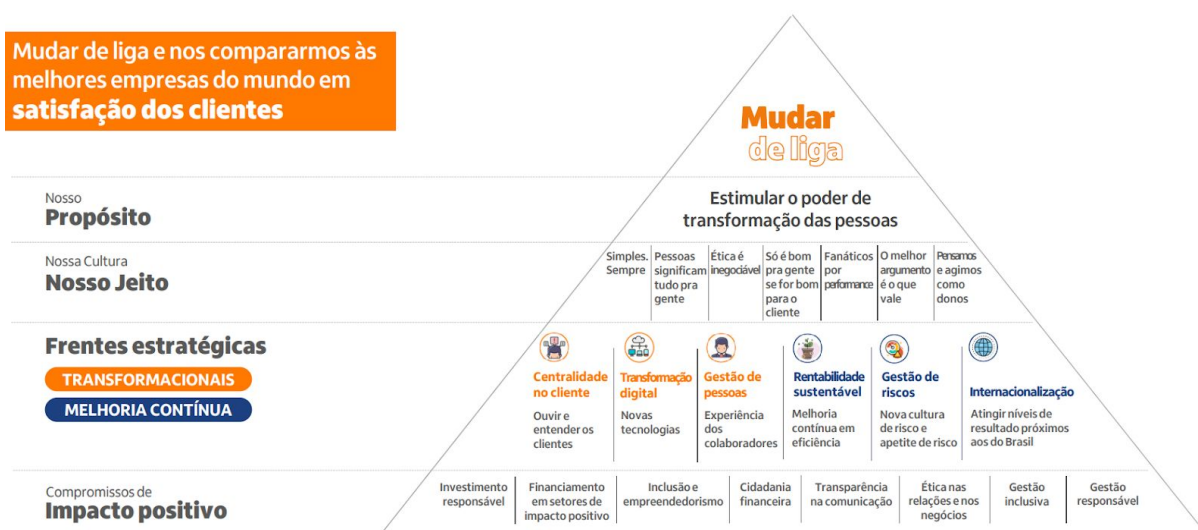 Mudar de liga e nos compararmos às
melhores empresas do mundo em
satisfação dos clientes
Mudar
de liga
Nosso
Propósito
Estimular o poder de
transformação das pessoas
Nossa Cultura
Nosso Jeito
Simples.
Sempre
Pessoas
significam
tudo pra
gente
Ética é
inegociável
Só é bom
pra gente
se for bom
para o
cliente
Fanáticos
por
performance
O melhor
argumento
é o que
vale
Pensamos
e agimos
como
donos
Frentes estratégicas
TRANSFORMACIONAIS
MELHORIA CONTÍNUA
Centralidade
no cliente
Ouvir e
entender os
clientes
Transformação
digital
Novas
tecnologias
Gestão de
pessoas
Experiência
dos
colaboradores
Rentabilidade
sustentável
Melhoria
contínua em
eficiência
Gestão de
riscos
Nova cultura
de risco e
apetite de risco
Internacionalização
Atingir níveis de
resultado próximos
aos do Brasil
Compromissos de
Impacto positivo
Investimento
responsável
Financiamento
em setores de
impacto positivo
Inclusão e
empreendedorismo
Cidadania
financeira
Transparência
na comunicação
Ética nas
relações e nos
negócios
Gestão
inclusiva
Gestão
responsável